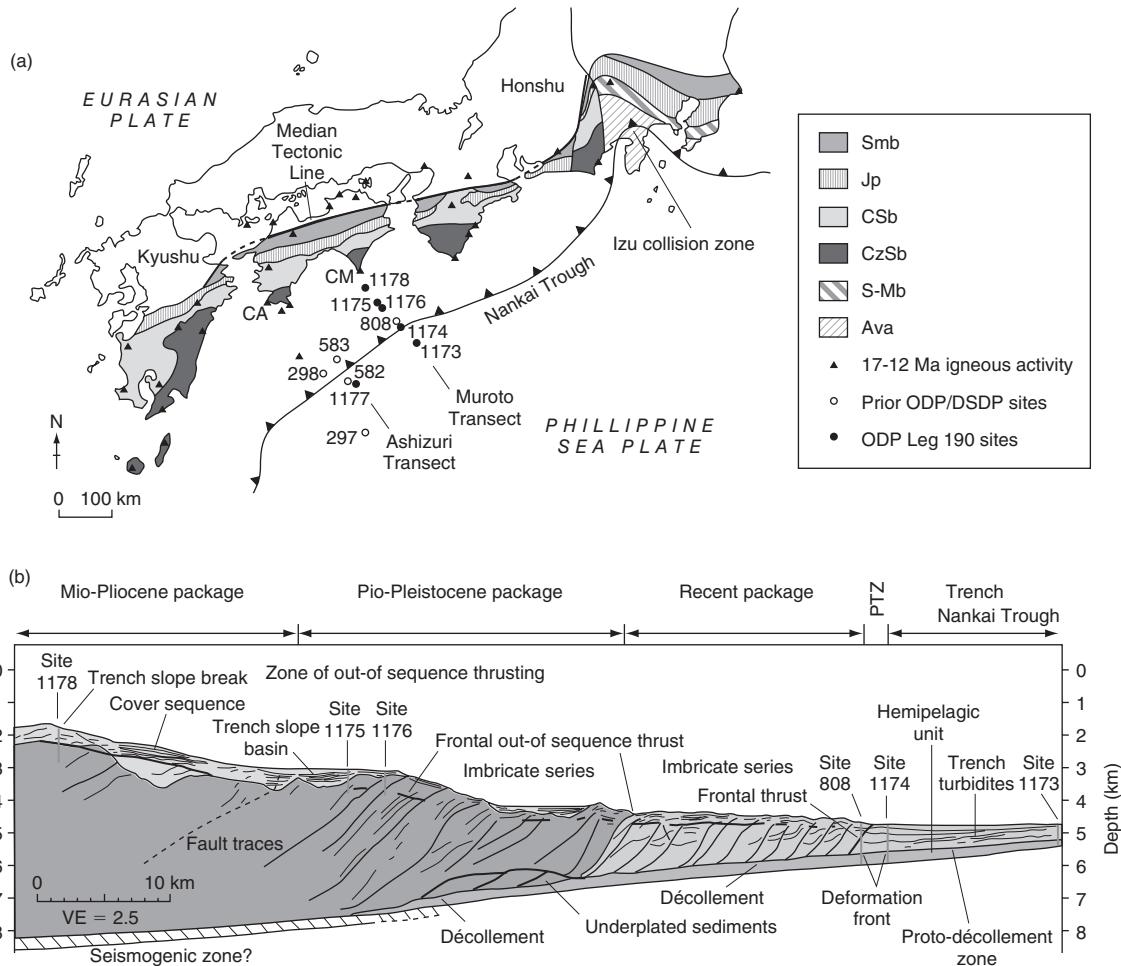 (a)
EURASIAN
PLATE
Honshu
Median
Tectonic
Line
Kyushu
Izu collision zone
Nankai Trough
CM
1178
1175
1176
808
1174
1173
CA
583
298
582
1177
297
Muroto
Transect
Ashizuri
Transect
PHILLIPPINE
SEA PLATE
N
0 100 km
Smb
Jp
CSb
CzSb
S-Mb
Ava
17-12 Ma igneous activity
Prior ODP/DSDP sites
ODP Leg 190 sites
(b)
Mio-Pliocene package
Pio-Pleistocene package
Recent package
PTZ
Trench
Nankai Trough
Site
1178
Trench slope break
Cover sequence
Zone of out-of sequence thrusting
Trench slope
basin
Site
1175
Site
1176
Frontal out-of sequence thrust
Imbricate series
Imbricate series
Frontal thrust
Site
808
Site
1174
Hemipelagic
unit
Trench
turbidites
Site
1173
Fault traces
0 10 km
VE = 2.5
Seismogenic zone?
Décollement
Underplated sediments
Décollement
Deformation
front
Proto-décollement
zone
0
1
2
3
4
5
6
7
8
0
1
2
3
4
5
6
7
8
Depth (km)